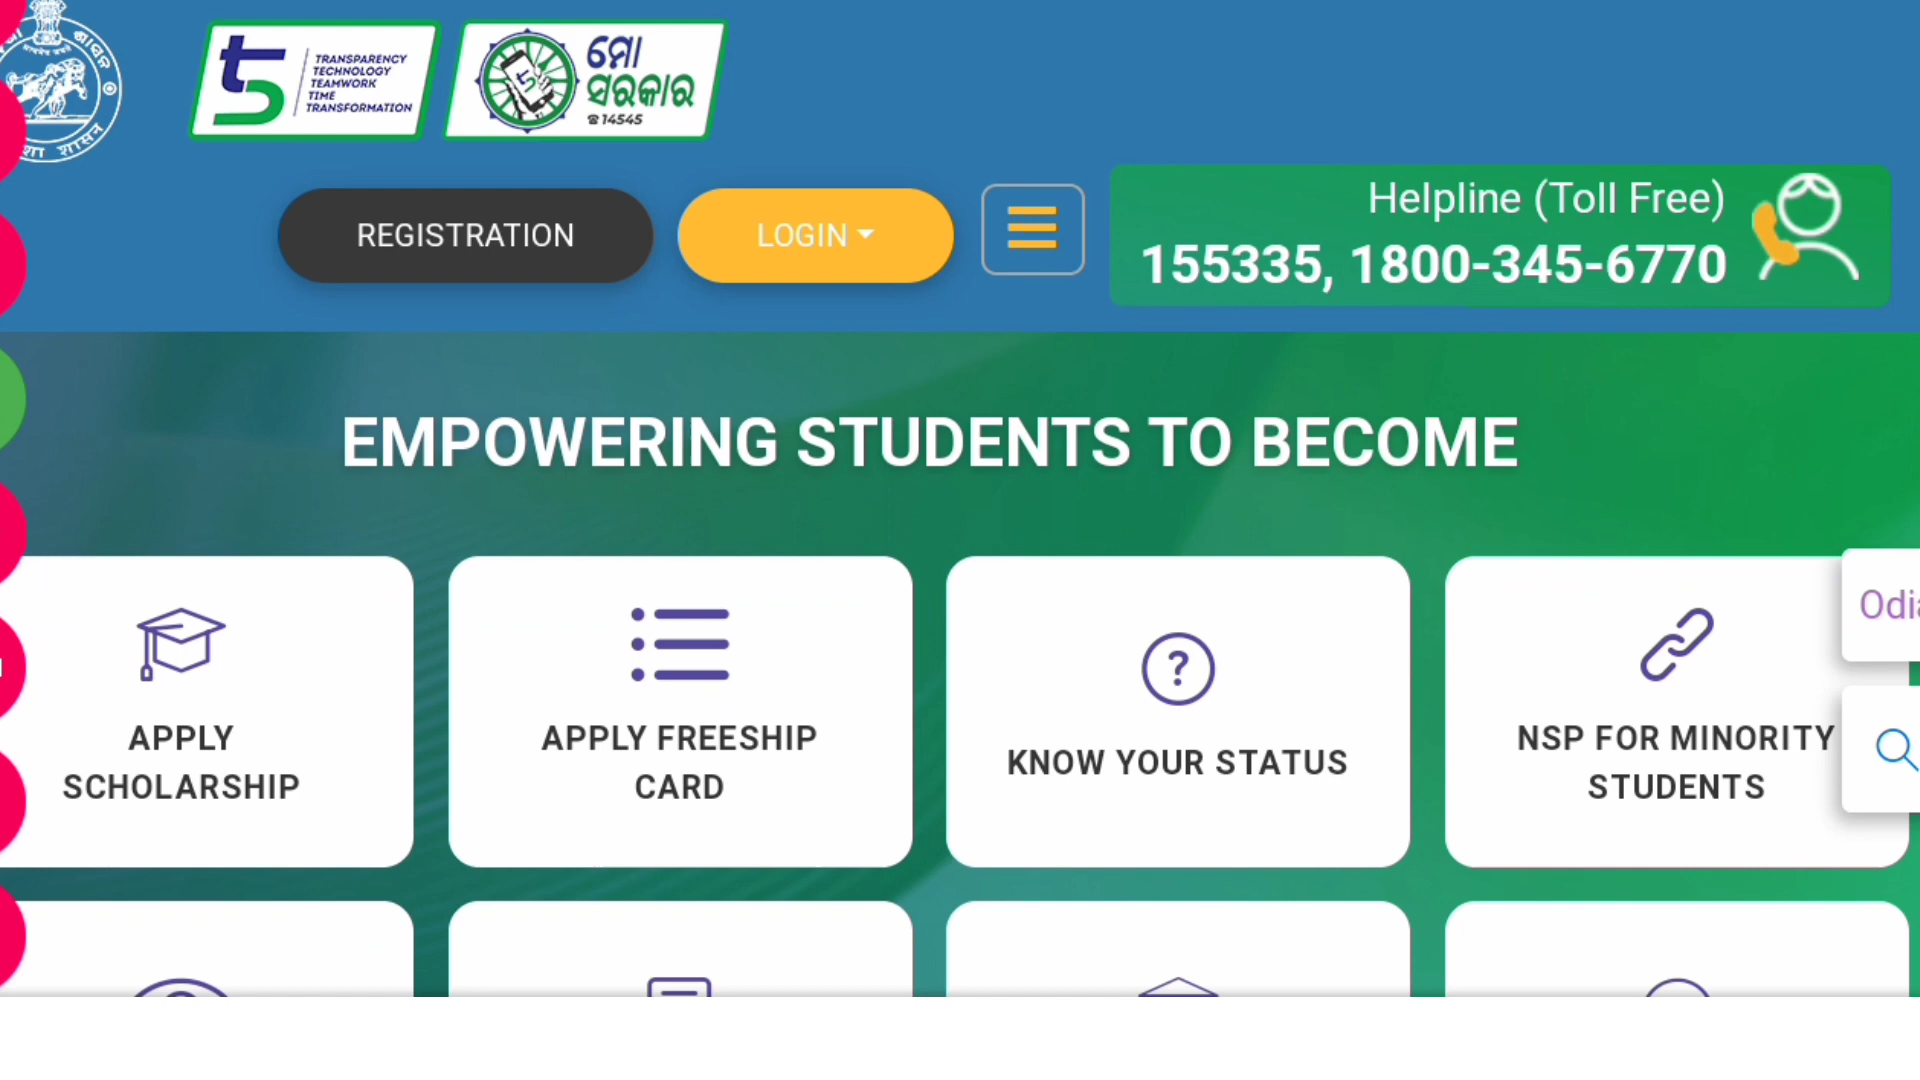 TRANSPARENCY
TECHNOLOGY
TEAMWORK
TIME
TRANSFORMATION
ମୋ
ସରକାର
☎14545
REGISTRATION
LOGIN
Helpline (Toll Free)
155335, 1800-345-6770
EMPOWERING STUDENTS TO BECOME
APPLY
SCHOLARSHIP
APPLY FREESHIP
CARD
KNOW YOUR STATUS
NSP FOR MINORITY
STUDENTS
Odia